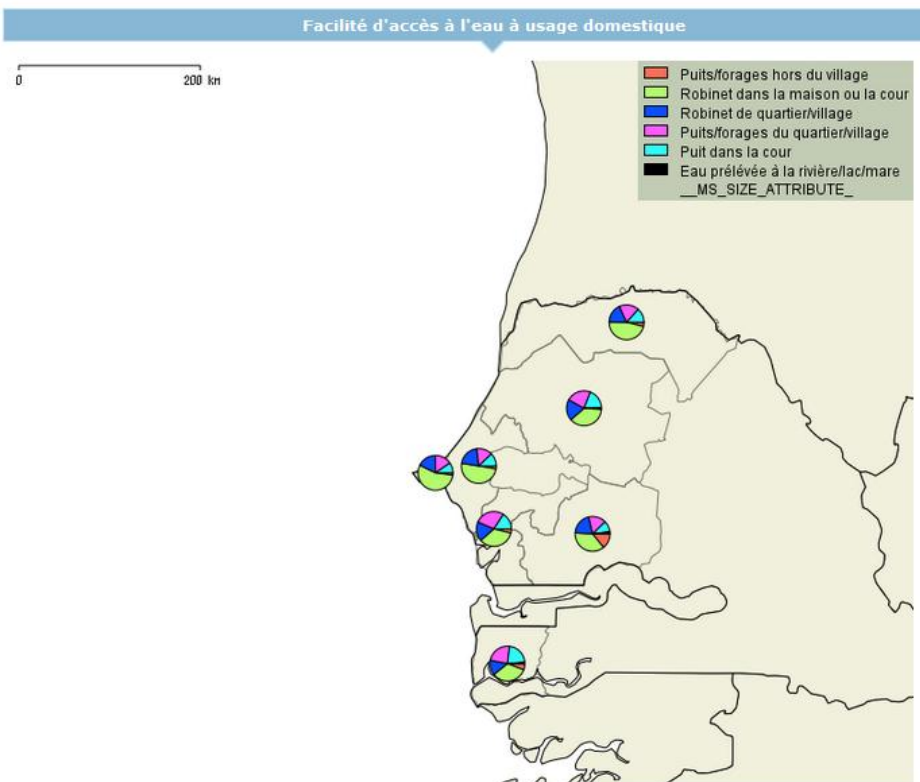 Facilité d'accès à l'eau à usage domestique
0 200 km
Puits/forages hors du village
Robinet dans la maison ou la cour
Robinet de quartier/village
Puits/forages du quartier/village
Puit dans la cour
Eau prélévée à la rivière/lac/mare
__MS_SIZE_ATTRIBUTE_